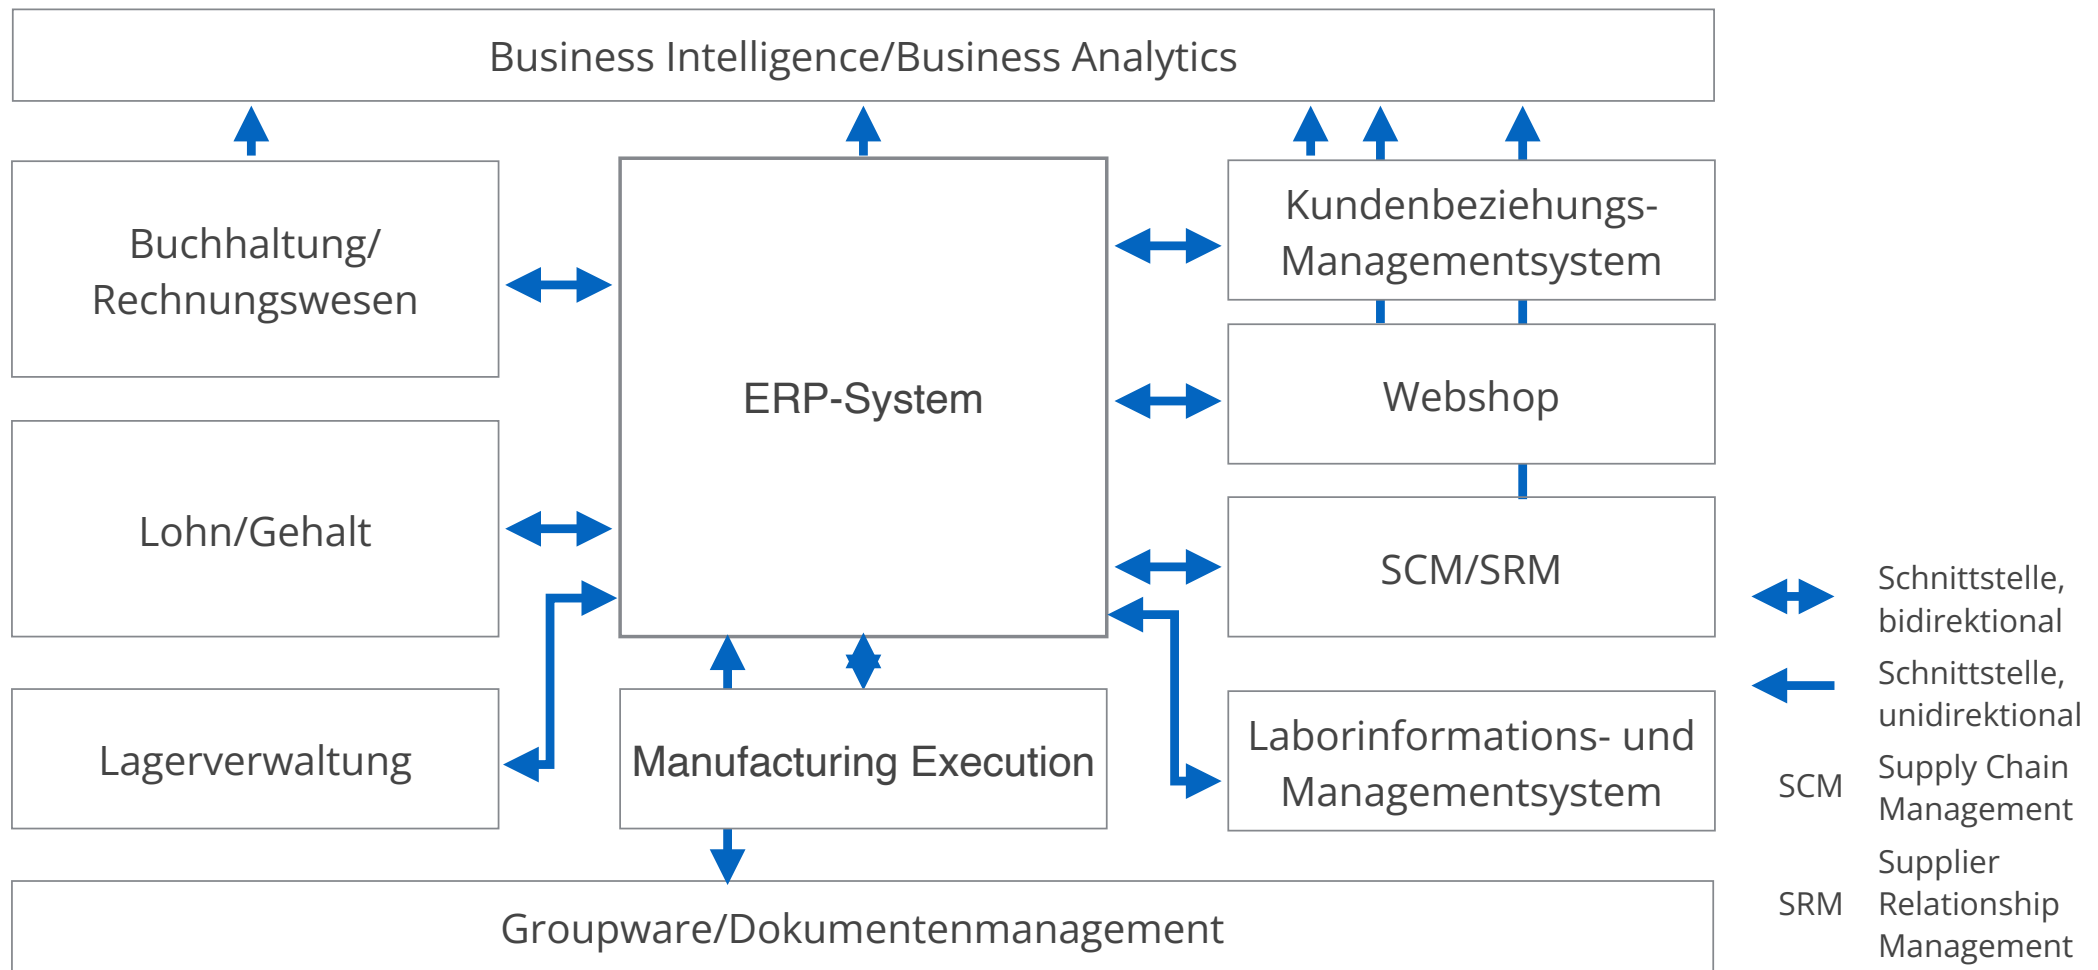 Business Intelligence/Business Analytics
Buchhaltung/
Rechnungswesen
ERP-System
Kundenbeziehungs-
Managementsystem
Webshop
Lohn/Gehalt
SCM/SRM
Lagerverwaltung
Manufacturing Execution
Laborinformations- und
Managementsystem
Groupware/Dokumentenmanagement
Schnittstelle,
bidirektional
Schnittstelle,
unidirektional
SCM
Supply Chain
Management
SRM
Supplier
Relationship
Management